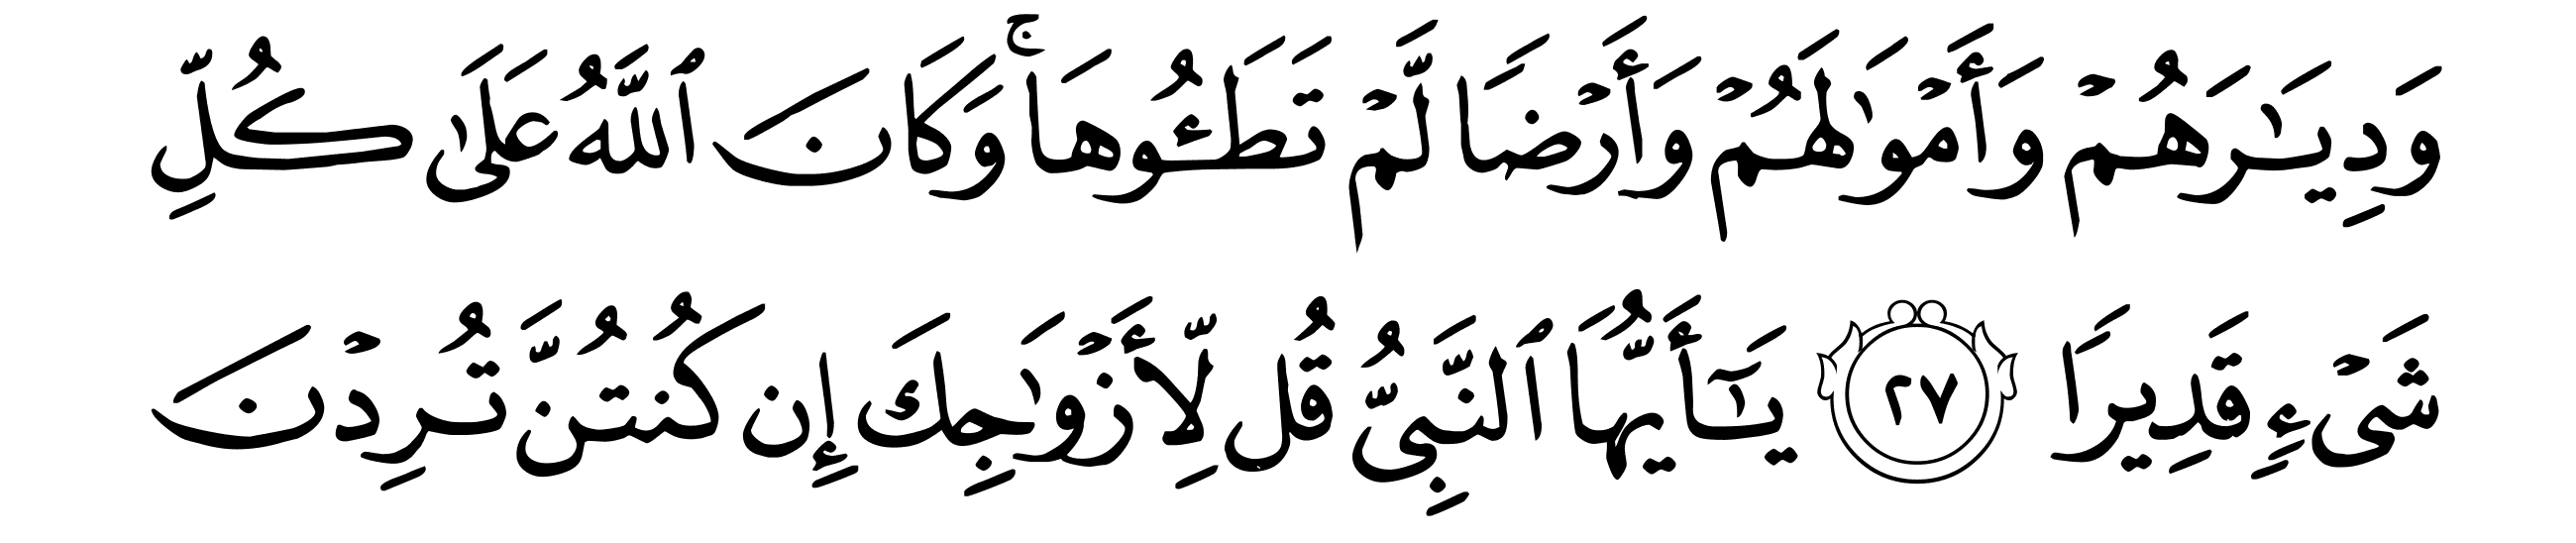 وَدِيَـٰرَهُمۡ وَأَمۡوَٰلَهُمۡ وَأَرۡضًا لَّمۡ تَطَـُٔوهَاۚ وَكَانَ ٱللَّهُ عَلَىٰ كُلِّ
شَىۡءٍ قَدِيرًا ٢٧ يَـٰٓأَيُّهَا ٱلنَّبِىُّ قُل لِّأَزۡوَٰجِكَ إِن كُنتُنَّ تُرِدۡنَ